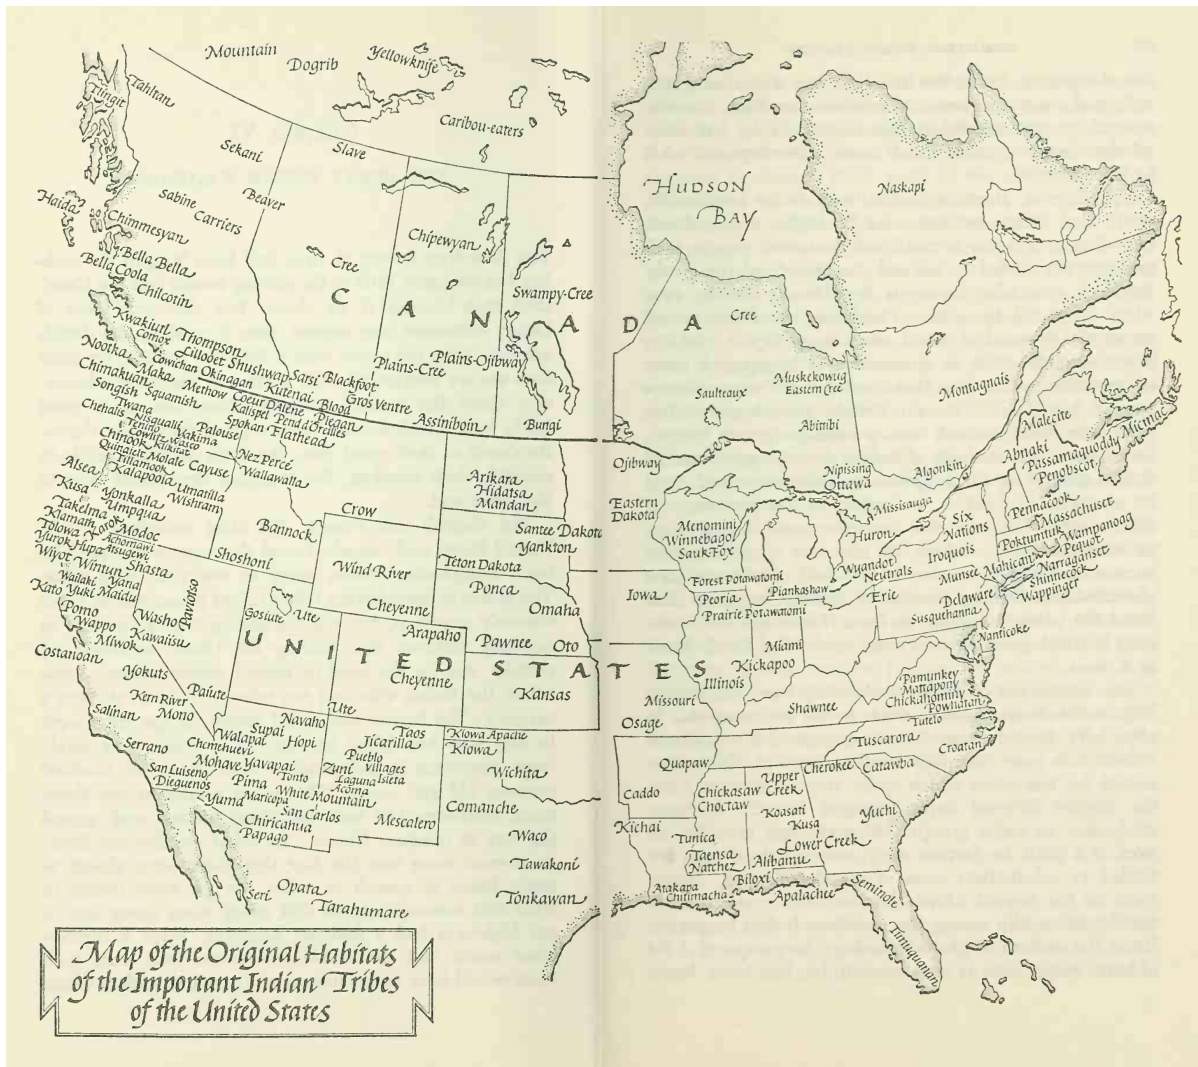 Mountain
Dogrib
Yellowknife
Tahltan
Tlingit
Caribou-eaters
Sekani
Slave
Haida
Sabine
Carriers
Beaver
Chimmesyan
Chipewyan
HUDSON
BAY
Naskapi
Bella Bella
Bella Coola
Chilcotin
Cree
Swampy-Cree
CANADA
Cree
Kwakiutl
Comox
Thompson
Lillooet
Shushwap
Nootka
Cowichan
Okinagan
Sarsi
Blackfoot
Plains-Cree
Plains-Ojibway
Chimakuan
Maka
Methow
Kutenai
Blood
Gros Ventre
Saulteaux
Muskekowug
Eastern Cree
Montagnais
Songish
Squamish
Coeur D'Alene
Piegan
Kalispel
Pend d'Oreilles
Assiniboin
Bungi
Abitibi
Malecite
Micmac
Chehalis
Twana
Nisqualli
Tenino
Cowlitz
Wasco
Yakima
Palouse
Spokan
Flathead
Abnaki
Passamaquoddy
Penobscot
Chinook
Klikitat
Quinaielt
Molale
Cayuse
Nez Percé
Wallawalla
Ojibway
Nipissing
Ottawa
Algonkin
Alsea
Tillamook
Kalapooia
Umatilla
Wishram
Arikara
Hidatsa
Mandan
Eastern
Dakota
Missisauga
Pennacook
Massachuset
Kusa
Yonkalla
Umpqua
Crow
Takelma
Klamath
Yorok
Modoc
Bannock
Santee Dakota
Yankton
Menomini
Winnebago
Sauk Fox
Huron
Six
Nations
Iroquois
Poktumtuk
Wampanoag
Pequot
Tolowa
Achomawi
Atsugewi
Yurok
Hupa
Shasta
Shoshoni
Wind River
Teton Dakota
Forest Potawatomi
Wyandot
Neutrals
Mohican
Narraganset
Shinnecock
Wappinger
Wiyot
Wintun
Wailaki
Yana
Kato
Yuki
Maidu
Paviotso
Ponca
Omaha
Iowa
Peoria
Piankashaw
Prairie Potawatomi
Erie
Munsee
Delaware
Susquehanna
Pomo
Wappo
Miwok
Washo
Kawaiisu
Gosiute
Ute
Cheyenne
Arapaho
Pawnee
Oto
Nanticoke
Costanoan
UNITED STATES
Cheyenne
Kansas
Miami
Kickapoo
Illinois
Yokuts
Kern River
Mono
Paiute
Ute
Missouri
Osage
Shawnee
Pamunkey
Mattapony
Chickahominy
Powhatan
Salinan
Navaho
Supai
Walapai
Hopi
Taos
Jicarilla
Kiowa Apache
Kiowa
Tutelo
Tuscarora
Croatan
Serrano
Chemehuevi
Mohave
Yavapai
Pueblo
Villages
Zuni
Laguna
Isleta
Acoma
Wichita
Quapaw
Cherokee
Catawba
San Luiseno
Dieguenos
Pima
Tonto
White Mountain
Yuma
Maricopa
San Carlos
Mescalero
Comanche
Caddo
Chickasaw
Choctaw
Upper
Creek
Koasati
Kusa
Yuchi
Chiricahua
Papago
Kichai
Tunica
Lower Creek
Waco
Taensa
Natchez
Alibamu
Tawakoni
Biloxi
Seri
Opata
Tarahumare
Tonkawan
Atakapa
Chitimacha
Apalachee
Seminole
Timuquanan
Map of the Original Habitats
of the Important Indian Tribes
of the United States